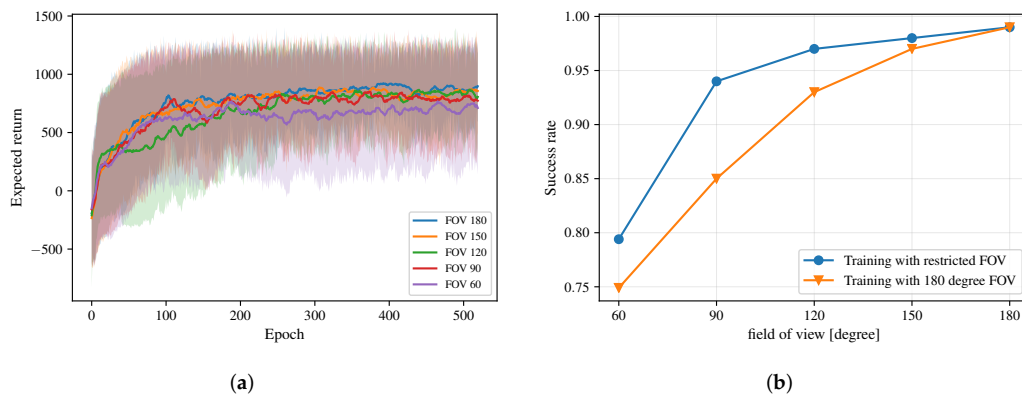 1500
1000
500
0
−500
Expected return
0
100
200
300
400
500
Epoch
FOV 180
FOV 150
FOV 120
FOV 90
FOV 60
(a)
1.00
0.95
0.90
0.85
0.80
0.75
Success rate
60
90
120
150
180
field of view [degree]
Training with restricted FOV
Training with 180 degree FOV
(b)